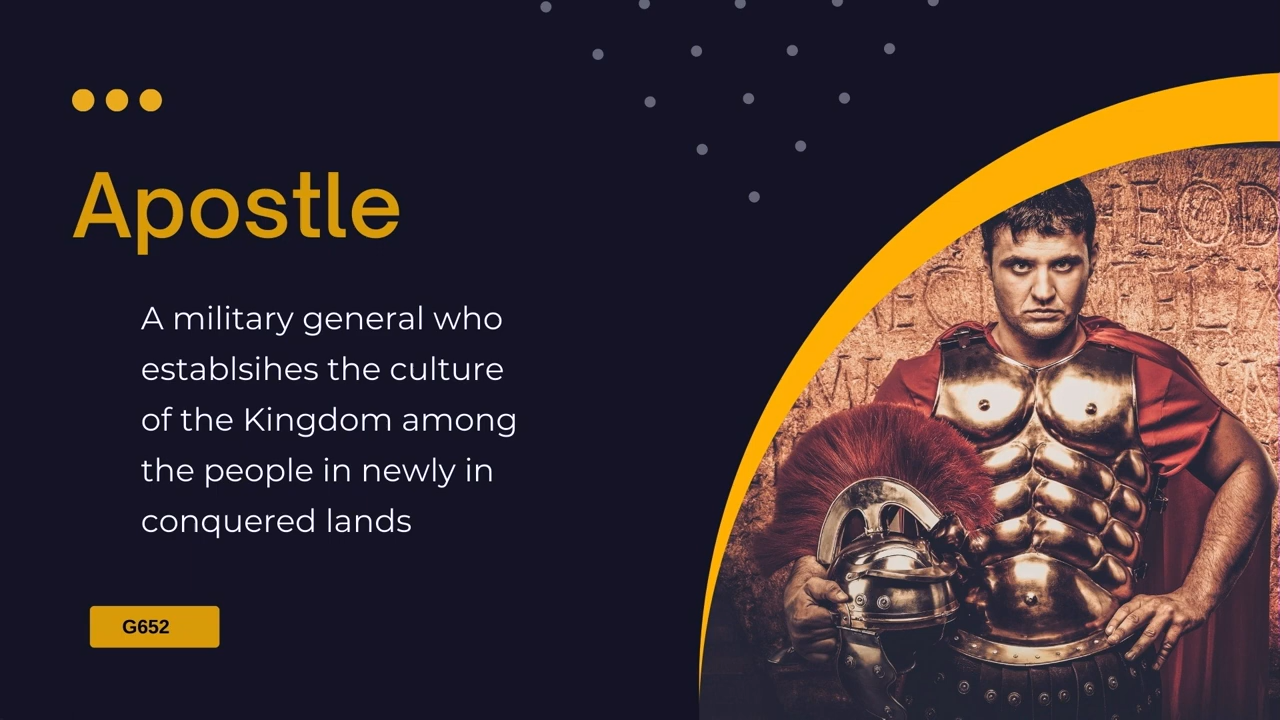 Apostle
A military general who
establsihes the culture
of the Kingdom among
the people in newly in
conquered lands
G652